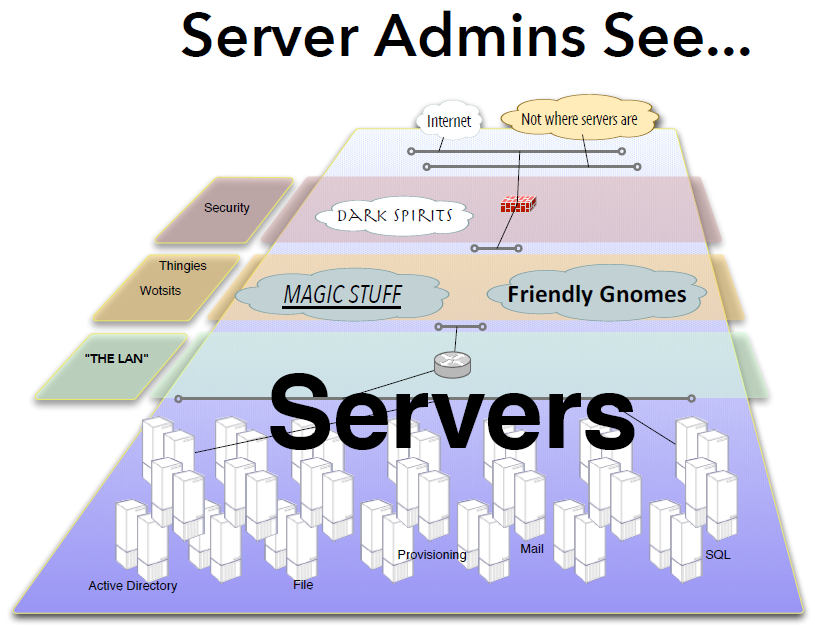 Server Admins See...
Internet
Not where servers are
Security
DARK SPIRITS
Thingies
Wotsits
MAGIC STUFF
Friendly Gnomes
"THE LAN"
Servers
Provisioning
Mail
SQL
Active Directory
File